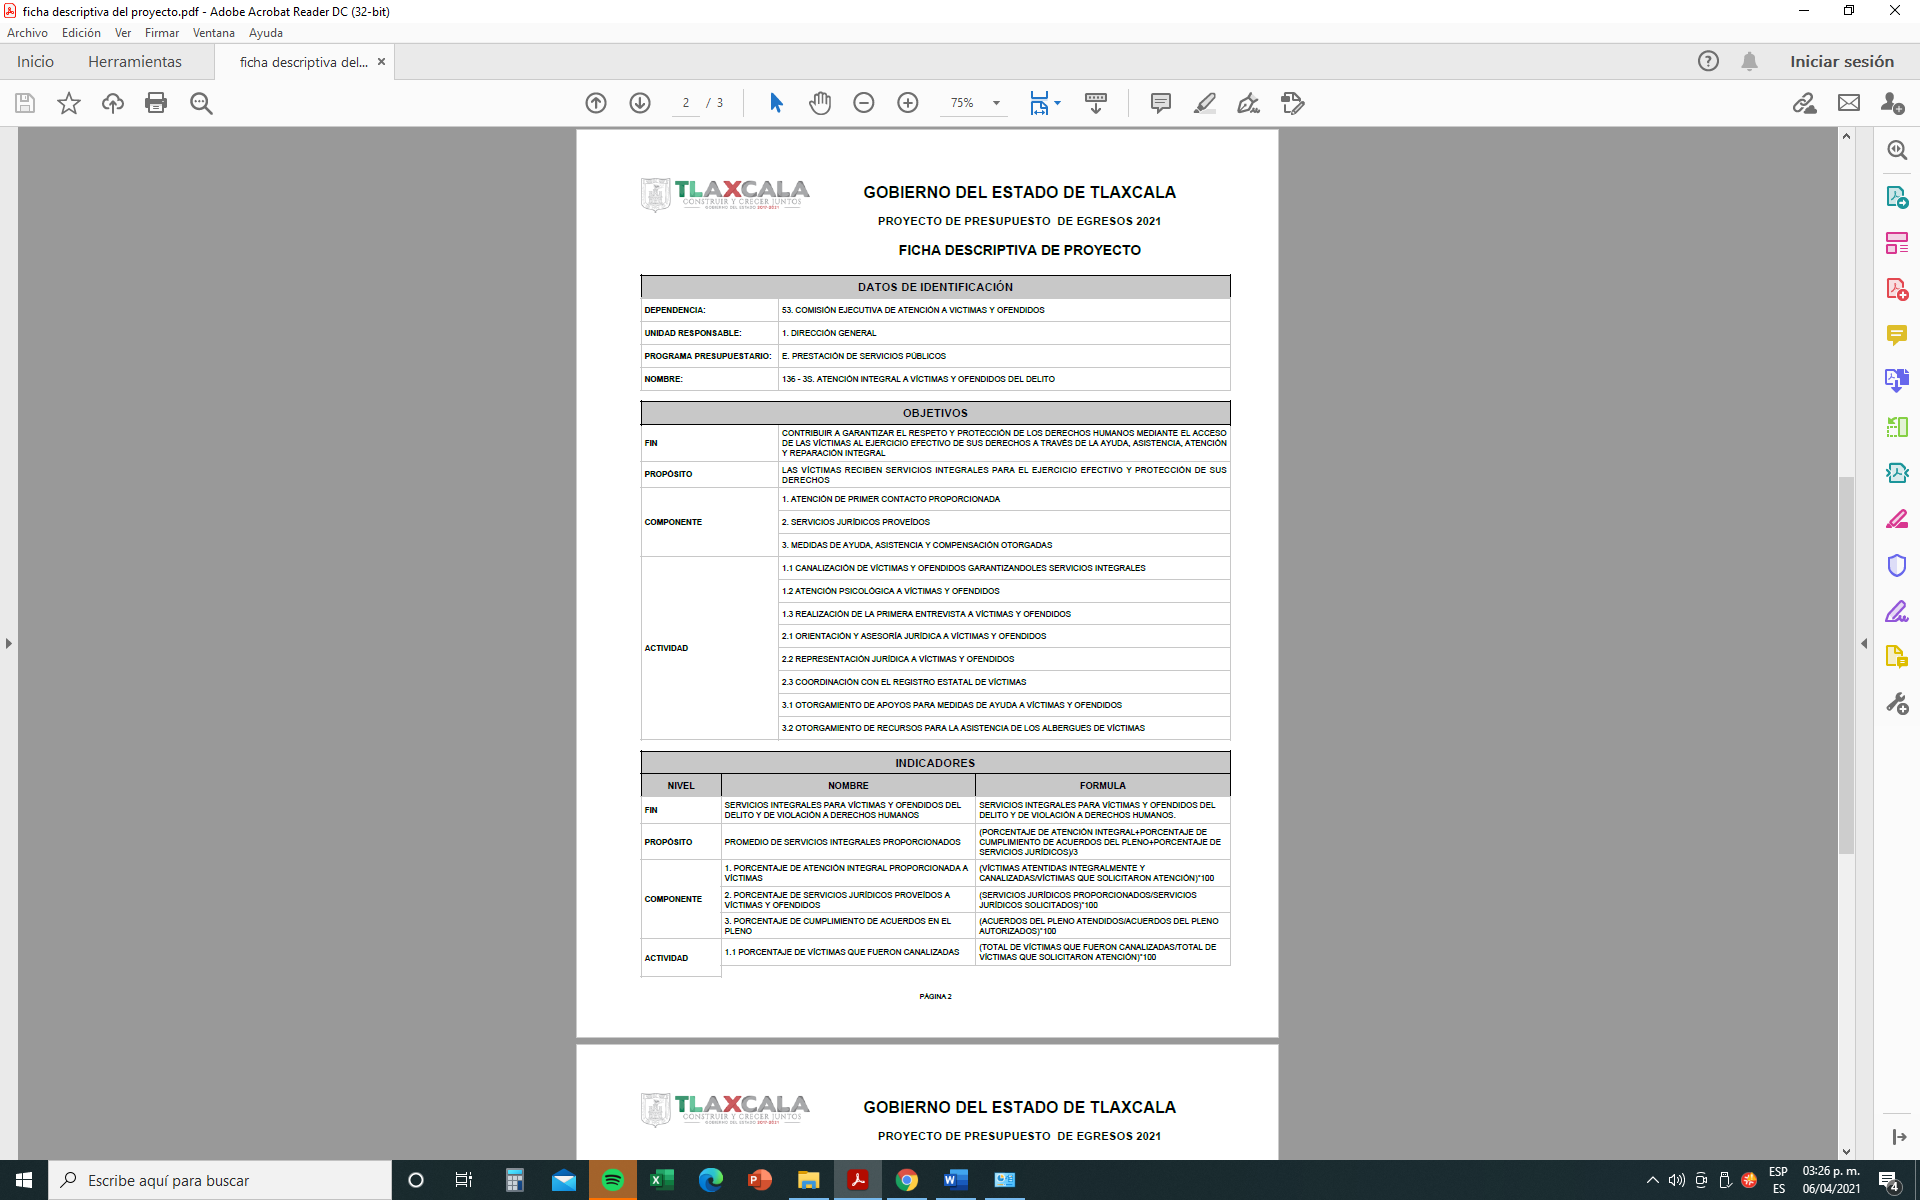 ficha descriptiva del proyecto.pdf - Adobe Acrobat Reader DC (32-bit)
Archivo Edición Ver Firmar Ventana Ayuda
Inicio Herramientas ficha descriptiva del... × Iniciar sesión
2 / 3 75%
TLAXCALA
CONSTRUIR Y CRECER JUNTOS
GOBIERNO DEL ESTADO 2017-2021
GOBIERNO DEL ESTADO DE TLAXCALA
PROYECTO DE PRESUPUESTO DE EGRESOS 2021
FICHA DESCRIPTIVA DE PROYECTO
DATOS DE IDENTIFICACIÓN
DEPENDENCIA: 53. COMISIÓN EJECUTIVA DE ATENCIÓN A VICTIMAS Y OFENDIDOS
UNIDAD RESPONSABLE: 1. DIRECCIÓN GENERAL
PROGRAMA PRESUPUESTARIO: E. PRESTACIÓN DE SERVICIOS PÚBLICOS
NOMBRE: 136 - 3S. ATENCIÓN INTEGRAL A VÍCTIMAS Y OFENDIDOS DEL DELITO
OBJETIVOS
FIN
CONTRIBUIR A GARANTIZAR EL RESPETO Y PROTECCIÓN DE LOS DERECHOS HUMANOS MEDIANTE EL ACCESO
DE LAS VÍCTIMAS AL EJERCICIO EFECTIVO DE SUS DERECHOS A TRAVÉS DE LA AYUDA, ASISTENCIA, ATENCIÓN
Y REPARACIÓN INTEGRAL
PROPÓSITO
LAS VÍCTIMAS RECIBEN SERVICIOS INTEGRALES PARA EL EJERCICIO EFECTIVO Y PROTECCIÓN DE SUS
DERECHOS
COMPONENTE
1. ATENCIÓN DE PRIMER CONTACTO PROPORCIONADA
2. SERVICIOS JURÍDICOS PROVEÍDOS
3. MEDIDAS DE AYUDA, ASISTENCIA Y COMPENSACIÓN OTORGADAS
ACTIVIDAD
1.1 CANALIZACIÓN DE VÍCTIMAS Y OFENDIDOS GARANTIZANDOLES SERVICIOS INTEGRALES
1.2 ATENCIÓN PSICOLÓGICA A VÍCTIMAS Y OFENDIDOS
1.3 REALIZACIÓN DE LA PRIMERA ENTREVISTA A VÍCTIMAS Y OFENDIDOS
2.1 ORIENTACIÓN Y ASESORÍA JURÍDICA A VÍCTIMAS Y OFENDIDOS
2.2 REPRESENTACIÓN JURÍDICA A VÍCTIMAS Y OFENDIDOS
2.3 COORDINACIÓN CON EL REGISTRO ESTATAL DE VÍCTIMAS
3.1 OTORGAMIENTO DE APOYOS PARA MEDIDAS DE AYUDA A VÍCTIMAS Y OFENDIDOS
3.2 OTORGAMIENTO DE RECURSOS PARA LA ASISTENCIA DE LOS ALBERGUES DE VÍCTIMAS
INDICADORES
NIVEL NOMBRE FORMULA
FIN
SERVICIOS INTEGRALES PARA VÍCTIMAS Y OFENDIDOS DEL
DELITO Y DE VIOLACIÓN A DERECHOS HUMANOS
SERVICIOS INTEGRALES PARA VÍCTIMAS Y OFENDIDOS DEL
DELITO Y DE VIOLACIÓN A DERECHOS HUMANOS.
PROPÓSITO
PROMEDIO DE SERVICIOS INTEGRALES PROPORCIONADOS
(PORCENTAJE DE ATENCIÓN INTEGRAL+PORCENTAJE DE
CUMPLIMIENTO DE ACUERDOS DEL PLENO+PORCENTAJE DE
SERVICIOS JURÍDICOS)/3
COMPONENTE
1. PORCENTAJE DE ATENCIÓN INTEGRAL PROPORCIONADA A
VÍCTIMAS
(VÍCTIMAS ATENTIDAS INTEGRALMENTE Y
CANALIZADAS/VÍCTIMAS QUE SOLICITARON ATENCIÓN)*100
2. PORCENTAJE DE SERVICIOS JURÍDICOS PROVEÍDOS A
VÍCTIMAS Y OFENDIDOS
(SERVICIOS JURÍDICOS PROPORCIONADOS/SERVICIOS
JURÍDICOS SOLICITADOS)*100
3. PORCENTAJE DE CUMPLIMIENTO DE ACUERDOS EN EL
PLENO
(ACUERDOS DEL PLENO ATENDIDOS/ACUERDOS DEL PLENO
AUTORIZADOS)*100
ACTIVIDAD
1.1 PORCENTAJE DE VÍCTIMAS QUE FUERON CANALIZADAS
(TOTAL DE VÍCTIMAS QUE FUERON CANALIZADAS/TOTAL DE
VÍCTIMAS QUE SOLICITARON ATENCIÓN)*100
PÁGINA 2
TLAXCALA
CONSTRUIR Y CRECER JUNTOS
GOBIERNO DEL ESTADO 2017-2021
GOBIERNO DEL ESTADO DE TLAXCALA
PROYECTO DE PRESUPUESTO DE EGRESOS 2021
Escribe aquí para buscar
ESP
ES
03:26 p. m.
06/04/2021
4